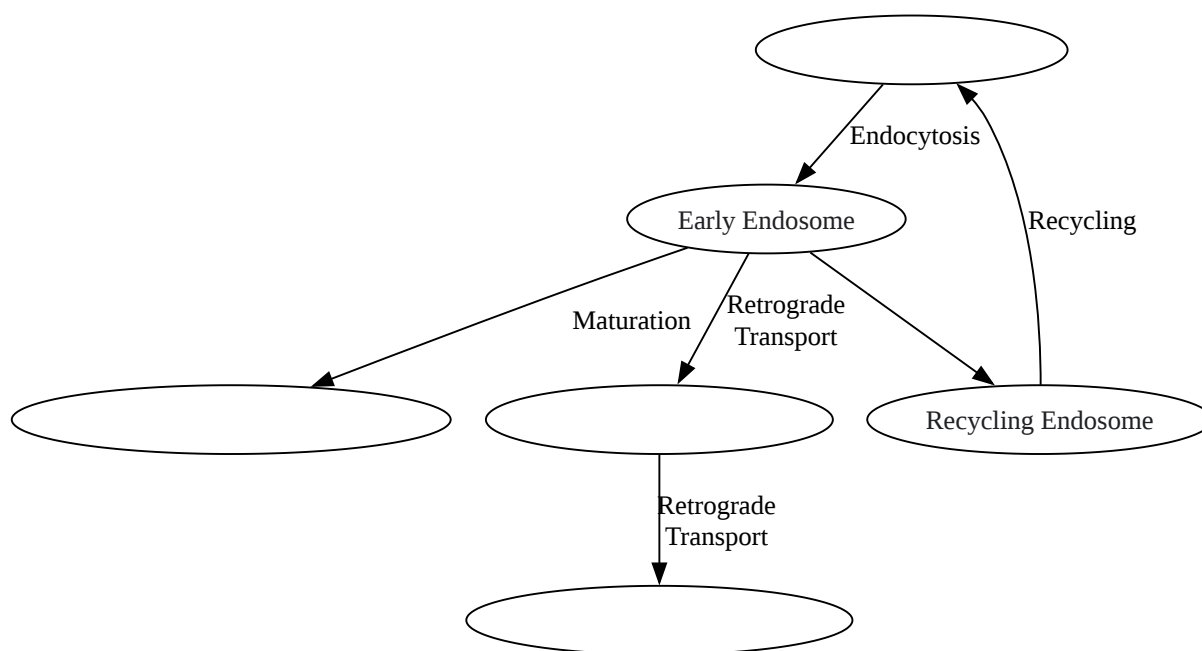 Endocytosis
Early Endosome
Recycling
Maturation
Retrograde
Transport
Recycling Endosome
Retrograde
Transport